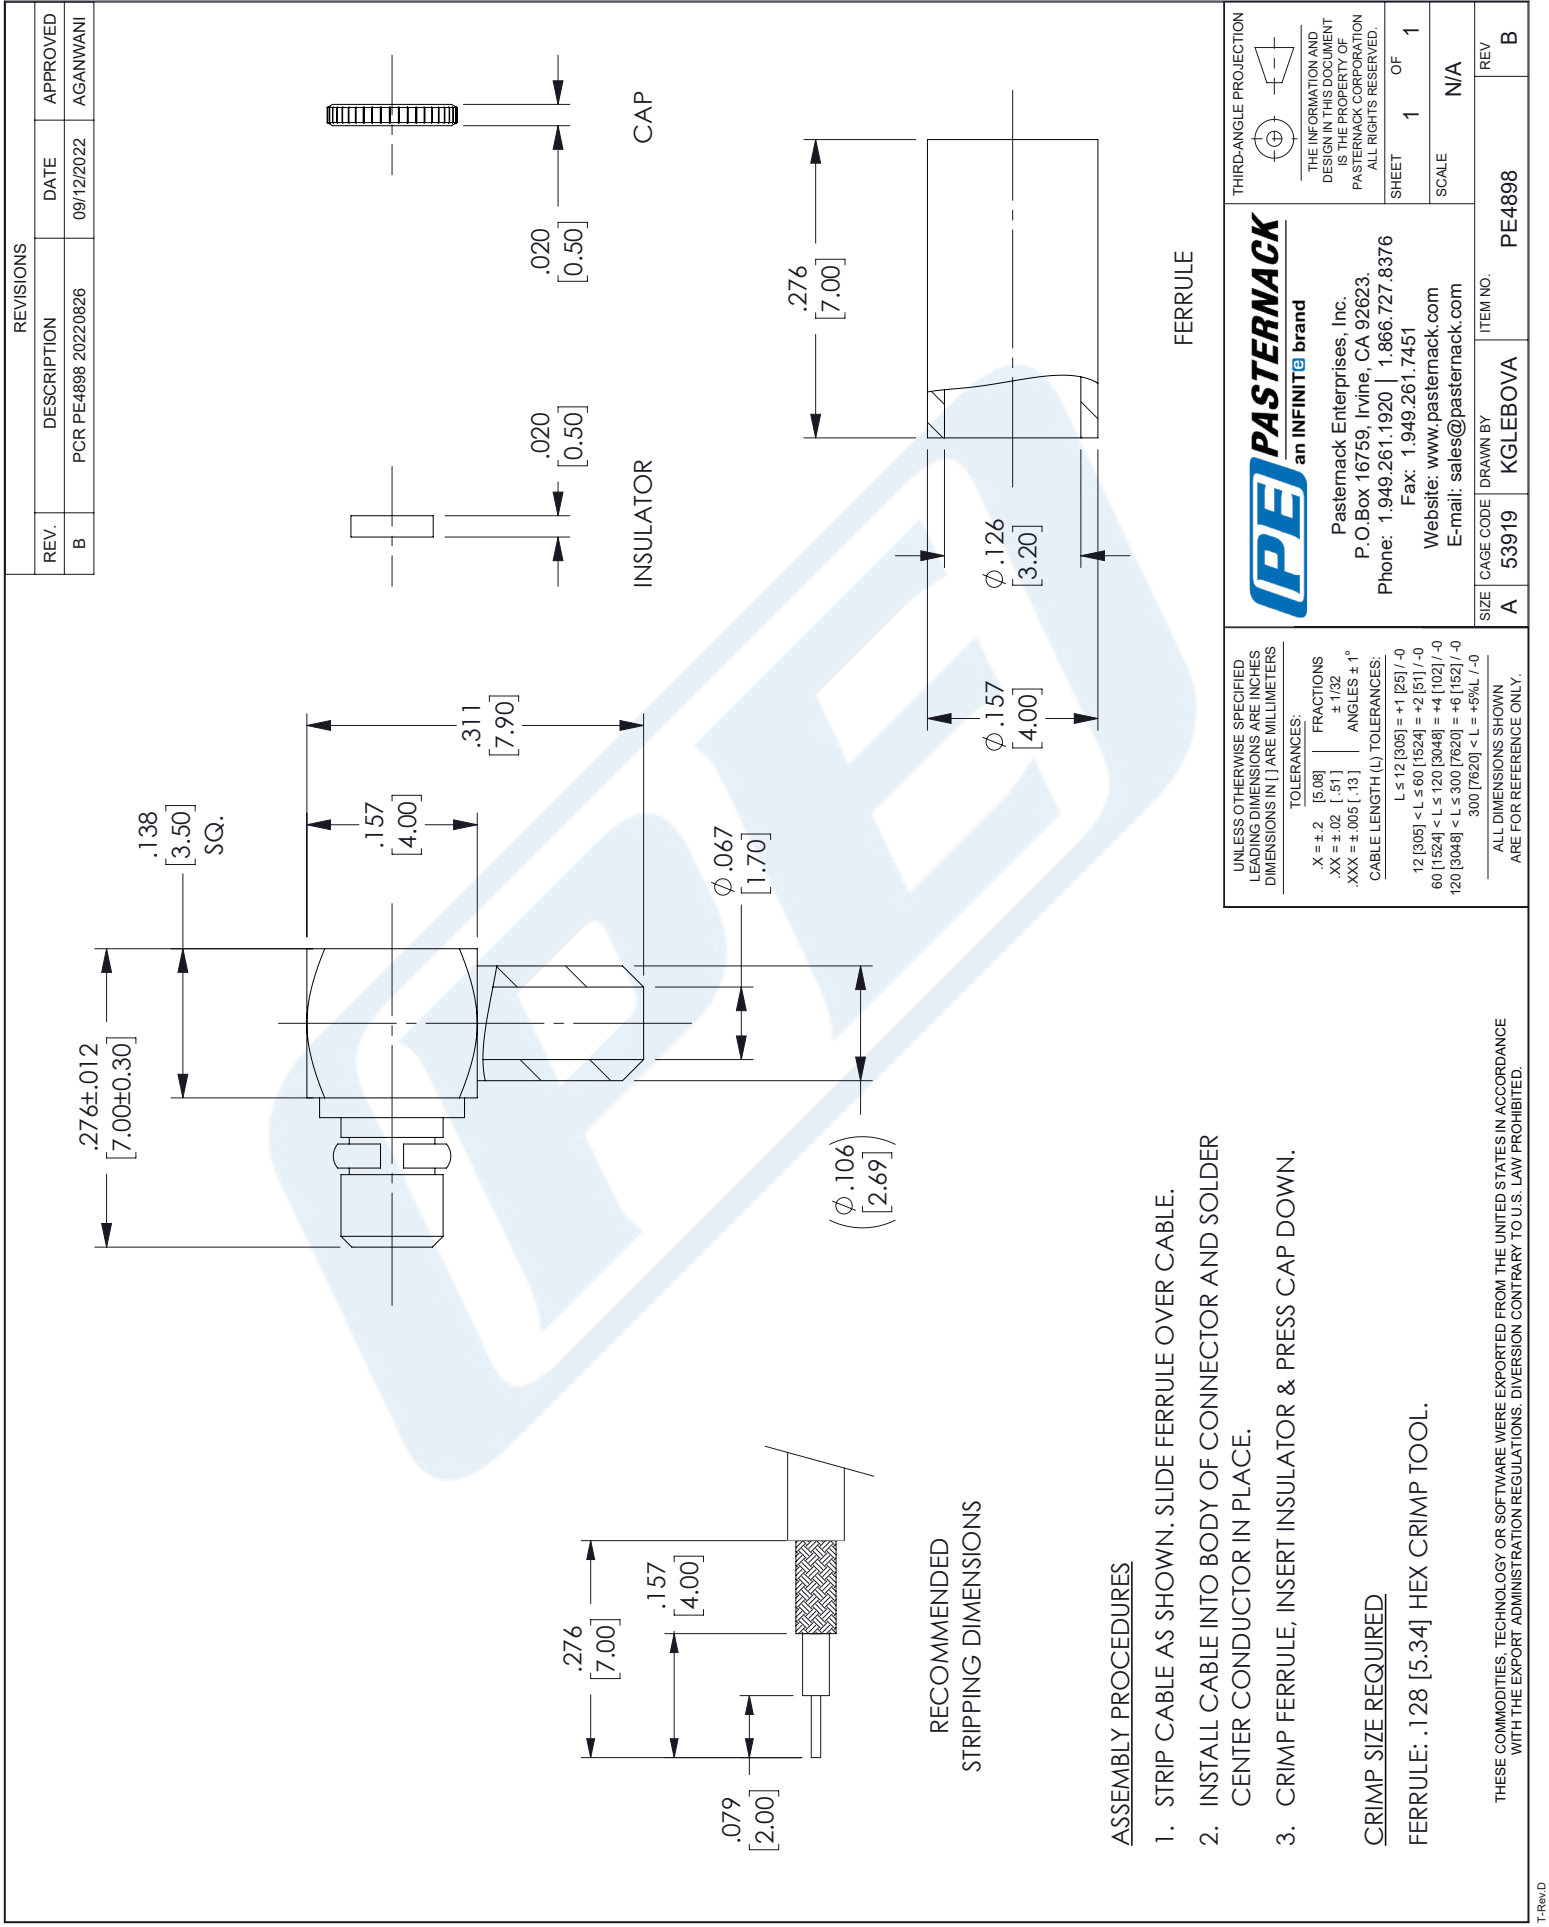 REVISIONS
REV.	DESCRIPTION	DATE	APPROVED
B	PCR PE4898 20220826	09/12/2022	AGANWANI
.276±.012
[7.00±0.30]
.138
[3.50]
SQ.
.157
[4.00]
.311
[7.90]
Ø.067
[1.70]
(Ø.106
[2.69])
.020
[0.50]
INSULATOR
.020
[0.50]
CAP
.276
[7.00]
Ø.126
[3.20]
Ø.157
[4.00]
FERRULE
.276
[7.00]
.157
[4.00]
.079
[2.00]
RECOMMENDED
STRIPPING DIMENSIONS
ASSEMBLY PROCEDURES
1. STRIP CABLE AS SHOWN. SLIDE FERRULE OVER CABLE.
2. INSTALL CABLE INTO BODY OF CONNECTOR AND SOLDER
CENTER CONDUCTOR IN PLACE.
3. CRIMP FERRULE, INSERT INSULATOR & PRESS CAP DOWN.
CRIMP SIZE REQUIRED
FERRULE: .128 [5.34] HEX CRIMP TOOL.
THESE COMMODITIES, TECHNOLOGY OR SOFTWARE WERE EXPORTED FROM THE UNITED STATES IN ACCORDANCE
WITH THE EXPORT ADMINISTRATION REGULATIONS. DIVERSION CONTRARY TO U.S. LAW PROHIBITED.
UNLESS OTHERWISE SPECIFIED
LEADING DIMENSIONS ARE INCHES
DIMENSIONS IN [ ] ARE MILLIMETERS
TOLERANCES:
.X = ±.2 [5.08] FRACTIONS
.XX = ±.02 [.51] ± 1/32
.XXX = ±.005 [.13] ANGLES ± 1°
CABLE LENGTH (L) TOLERANCES:
L ≤ 12 [305] = +1 [25] / -0
12 [305] < L ≤ 60 [1524] = +2 [51] / -0
60 [1524] < L ≤ 120 [3048] = +4 [102] / -0
120 [3048] < L ≤ 300 [7620] = +6 [152] / -0
300 [7620] < L = +5%L / -0
ALL DIMENSIONS SHOWN
ARE FOR REFERENCE ONLY.
PE PASTERNACK
an INFINITe brand
Pasternack Enterprises, Inc.
P.O.Box 16759, Irvine, CA 92623.
Phone: 1.949.261.1920 | 1.866.727.8376
Fax: 1.949.261.7451
Website: www.pasternack.com
E-mail: sales@pasternack.com
THIRD-ANGLE PROJECTION
THE INFORMATION AND
DESIGN IN THIS DOCUMENT
IS THE PROPERTY OF
PASTERNACK CORPORATION
ALL RIGHTS RESERVED.
SHEET 1 OF 1
SCALE N/A
SIZE A
CAGE CODE 53919
DRAWN BY KGLEBOVA
ITEM NO. PE4898
REV B
T-Rev.D
PE